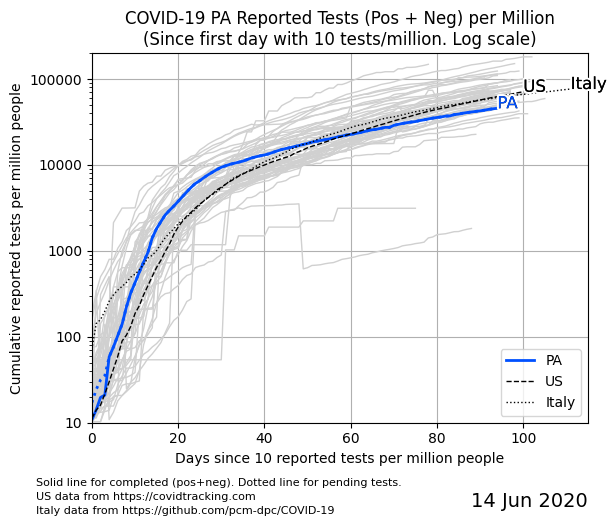 COVID-19 PA Reported Tests (Pos + Neg) per Million
(Since first day with 10 tests/million. Log scale)
Cumulative reported tests per million people
100000
10000
1000
100
10
US
Italy
PA
PA
US
Italy
0
20
40
60
80
100
Days since 10 reported tests per million people
Solid line for completed (pos+neg). Dotted line for pending tests.
US data from https://covidtracking.com
Italy data from https://github.com/pcm-dpc/COVID-19
14 Jun 2020